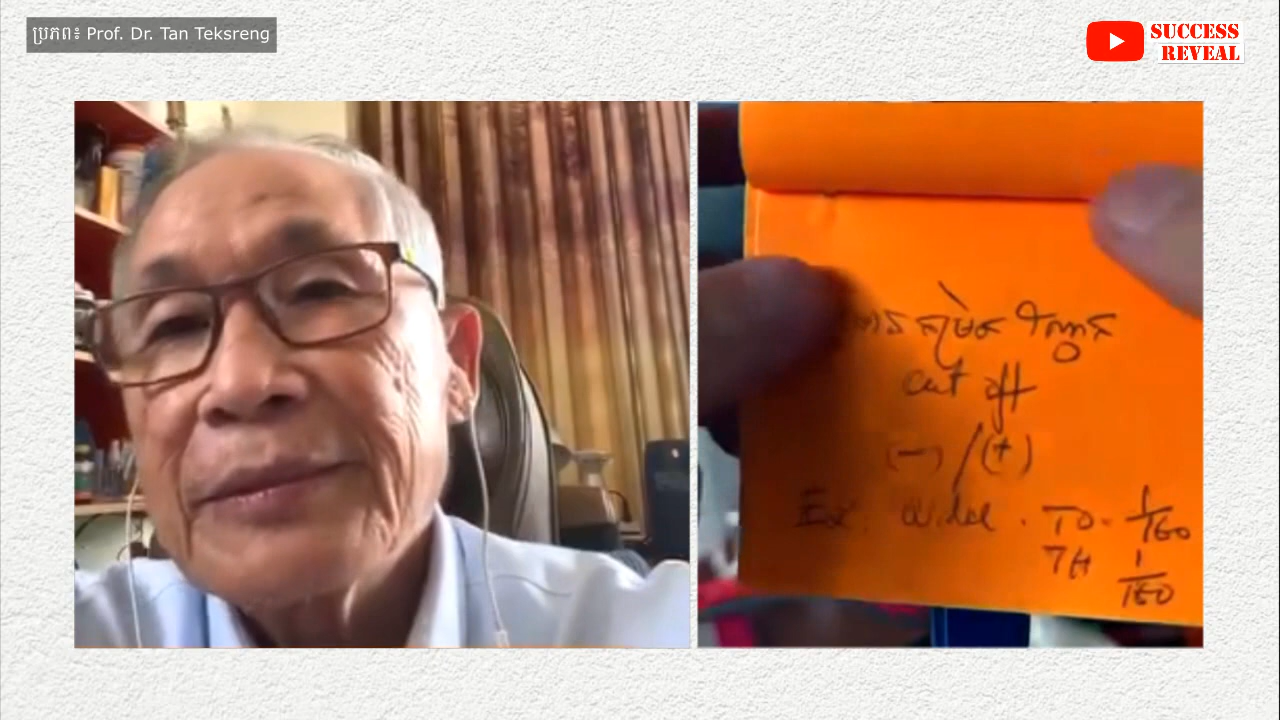 ប្រភព៖ Prof. Dr. Tan Teksreng
SUCCESS
REVEAL
cut off
(-) / (+)
Ex: Widal . TO . 1/160
TH 1/160